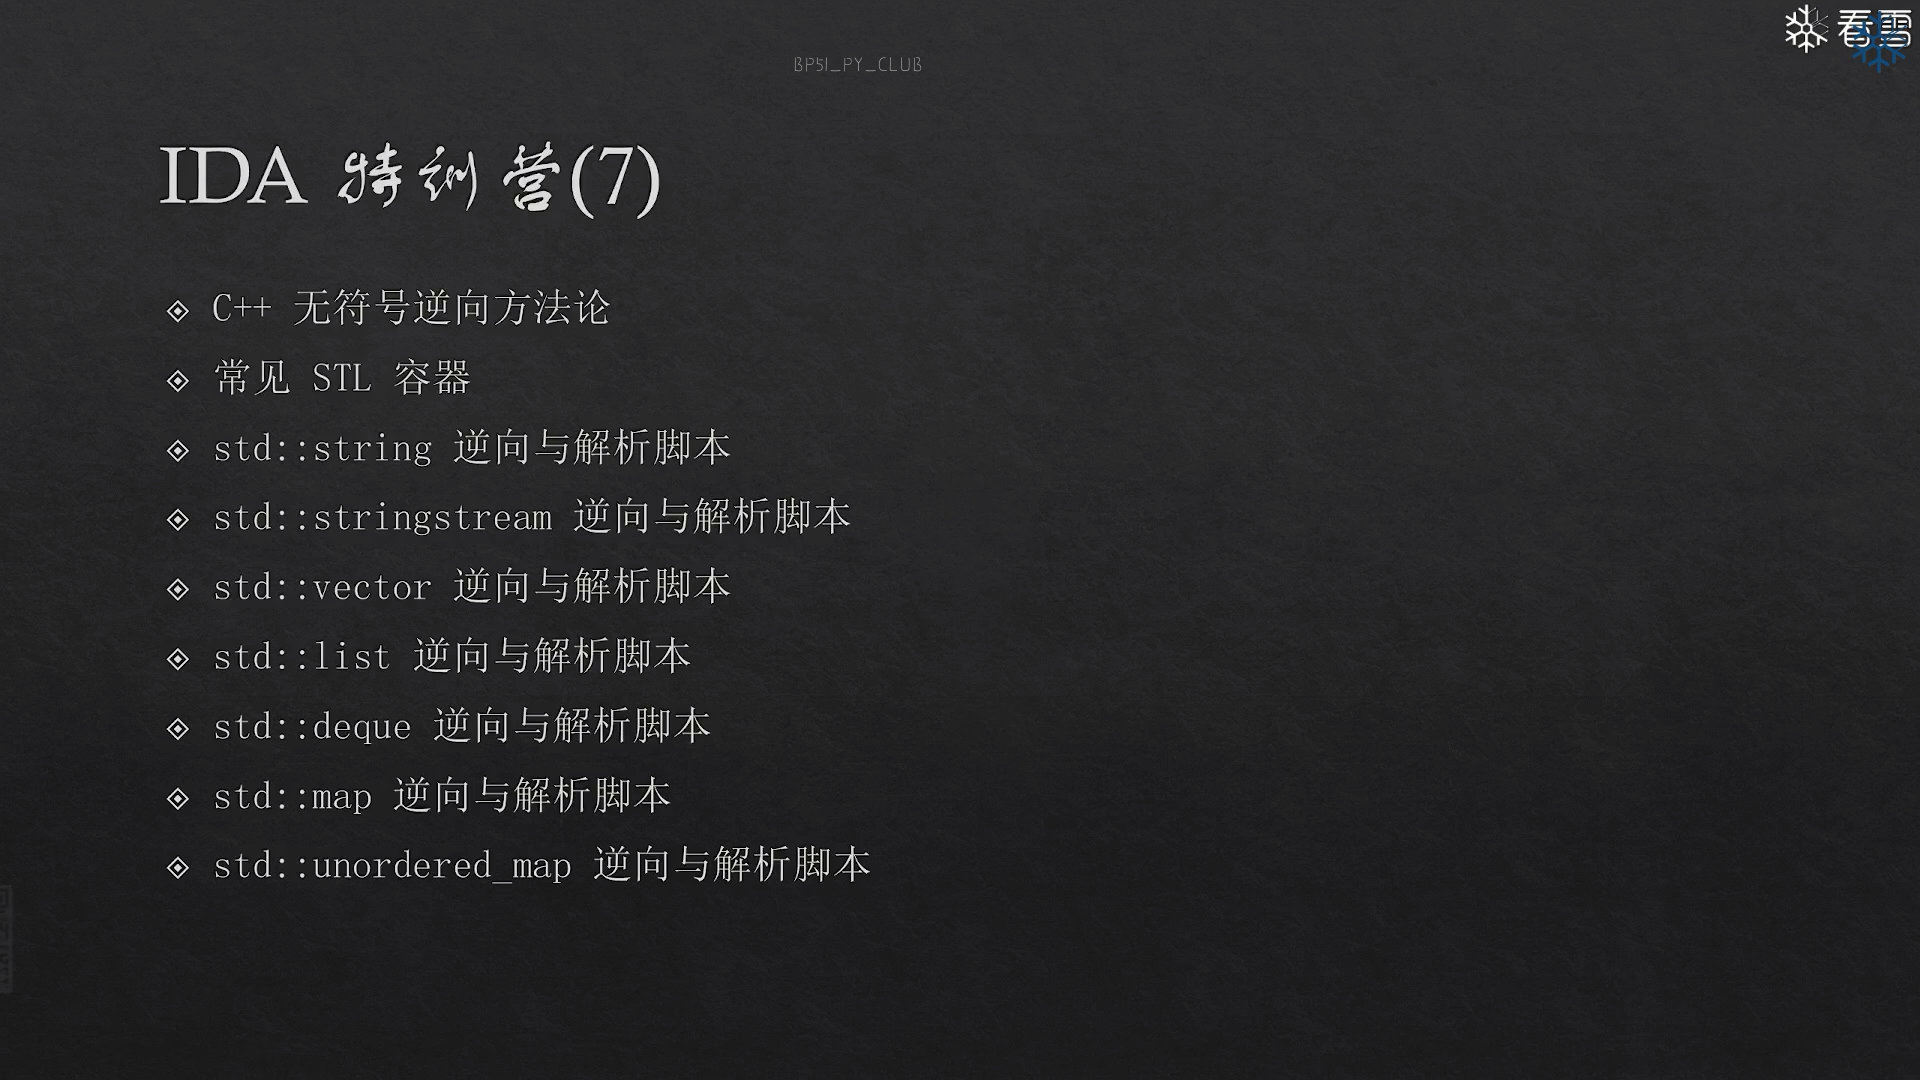 看雪
BP5I_PY_CLUB
IDA 特训营(7)
C++ 无符号逆向方法论
常见 STL 容器
std::string 逆向与解析脚本
std::stringstream 逆向与解析脚本
std::vector 逆向与解析脚本
std::list 逆向与解析脚本
std::deque 逆向与解析脚本
std::map 逆向与解析脚本
std::unordered_map 逆向与解析脚本